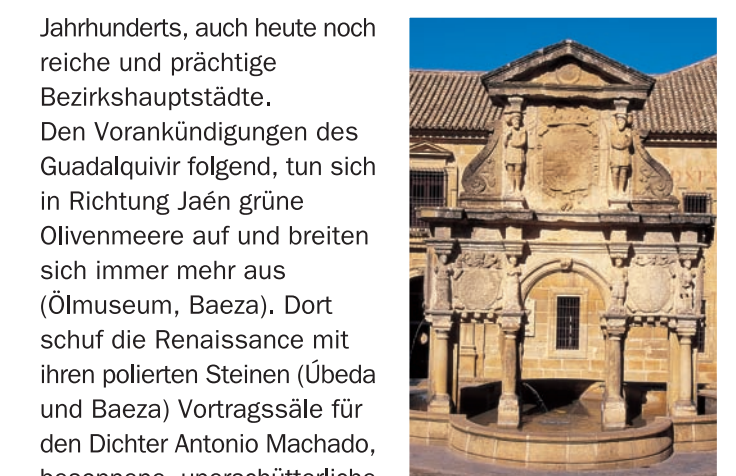 Jahrhunderts, auch heute noch
reiche und prächtige
Bezirkshauptstädte.
Den Vorankündigungen des
Guadalquivir folgend, tun sich
in Richtung Jaén grüne
Olivenmeere auf und breiten
sich immer mehr aus
(Ölmuseum, Baeza). Dort
schuf die Renaissance mit
ihren polierten Steinen (Úbeda
und Baeza) Vortragssäle für
den Dichter Antonio Machado,
besonnene, unerschütterliche